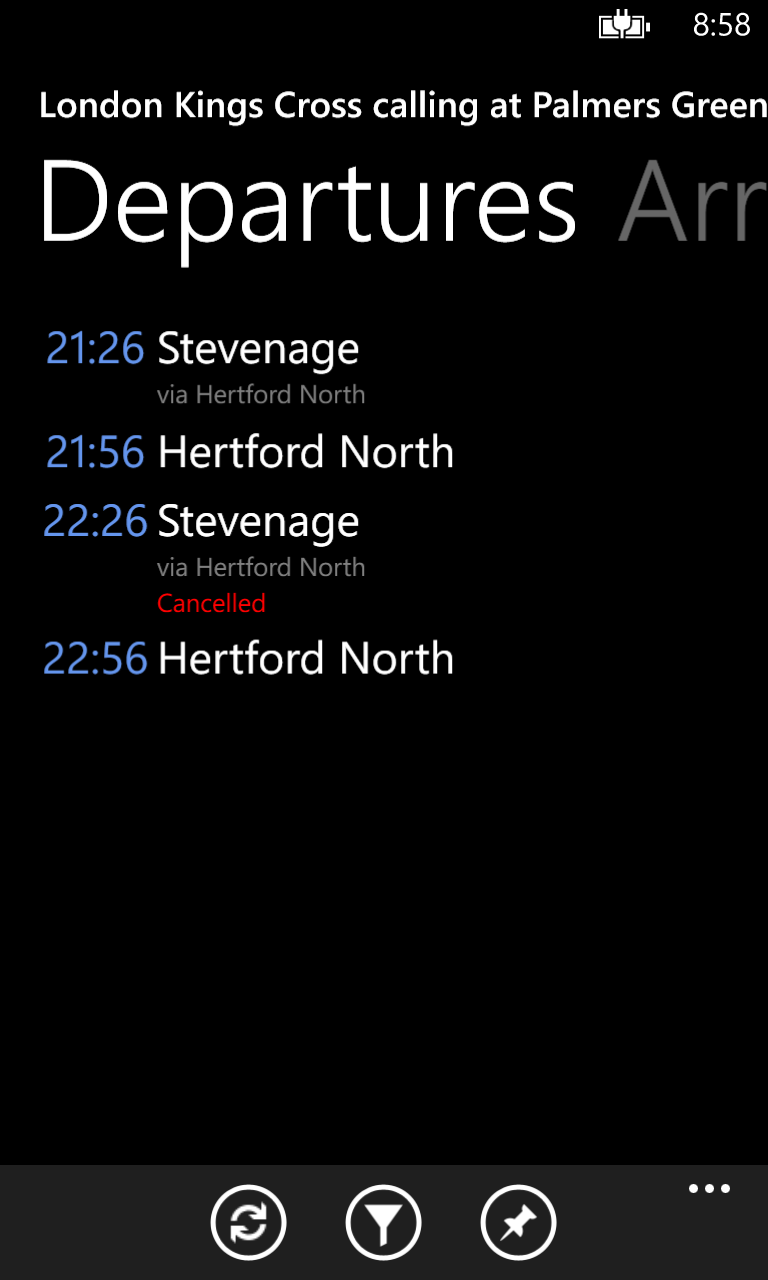 8:58
London Kings Cross calling at Palmers Green
Departures Arr
21:26 Stevenage
via Hertford North
21:56 Hertford North
22:26 Stevenage
via Hertford North
Cancelled
22:56 Hertford North